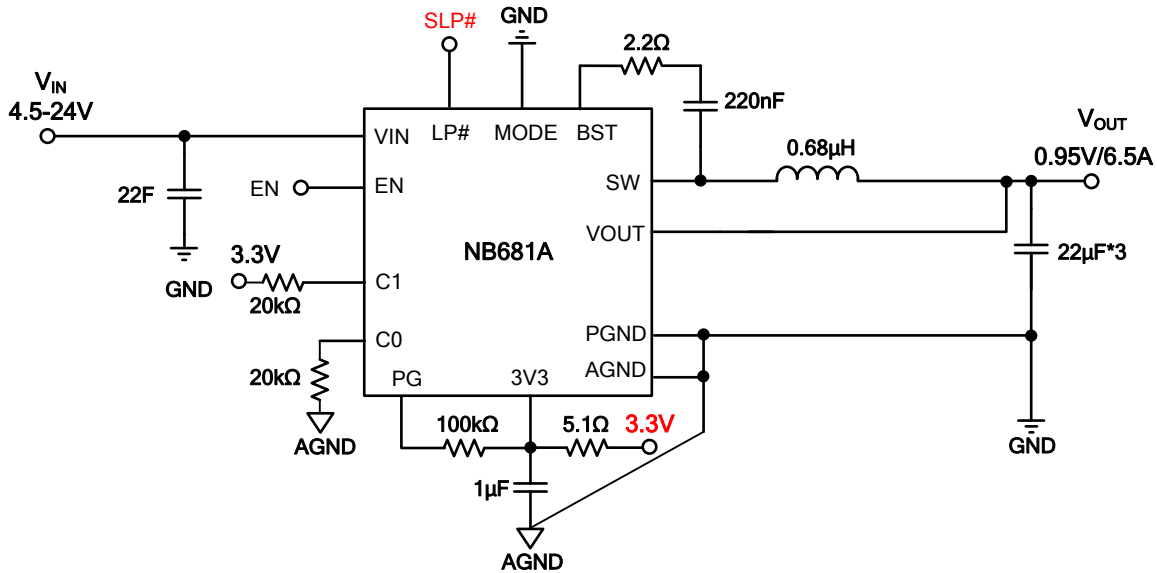 SLP#
GND
2.2Ω
220nF
V_IN
4.5-24V
VIN
LP#
MODE
BST
V_OUT
0.95V/6.5A
0.68µH
SW
EN
EN
22F
GND
VOUT
NB681A
22µF*3
3.3V
20kΩ
C1
C0
20kΩ
AGND
PGND
AGND
PG
3V3
100kΩ
5.1Ω
3.3V
1µF
AGND
GND